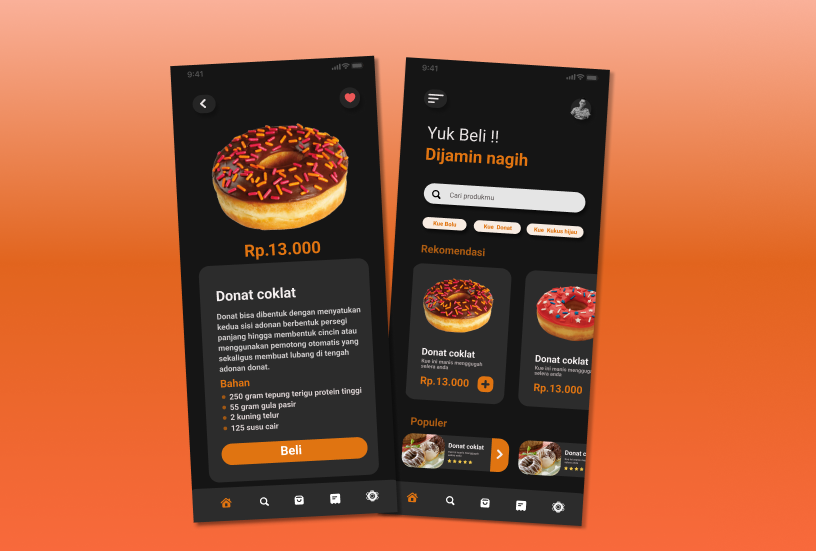 9:41
Rp.13.000
Donat coklat
Donat bisa dibentuk dengan menyatukan
kedua sisi adonan berbentuk persegi
panjang hingga membentuk cincin atau
menggunakan pemotong otomatis yang
sekaligus membuat lubang di tengah
adonan donat.
Bahan
250 gram tepung terigu protein tinggi
55 gram gula pasir
2 kuning telur
125 susu cair
Beli
9:41
Yuk Beli !!
Dijamin nagih
Cari produkmu
Kue Bolu
Kue Donat
Kue Kukus hijau
Rekomendasi
Donat coklat
Kue ini manis menggugah
selera anda
Rp.13.000
Donat coklat
Kue ini manis menggug
selera anda
Rp.13.000
Populer
Donat coklat
Donat c